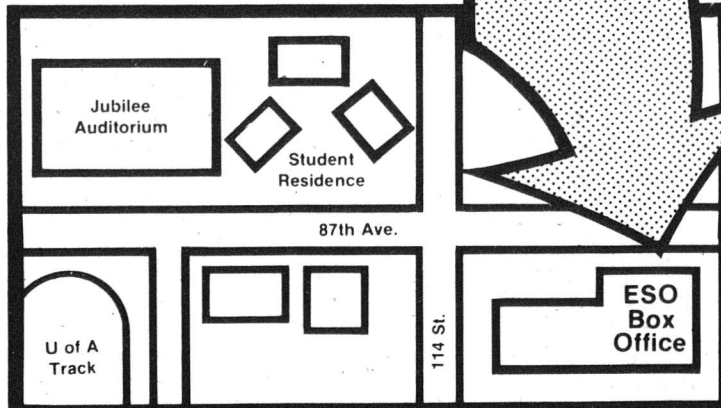 Jubilee
Auditorium
Student
Residence
87th Ave.
U of A
Track
114 St.
ESO
Box
Office